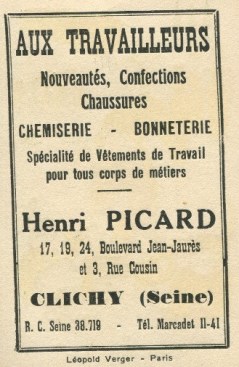 AUX TRAVAILLEURS
Nouveautés, Confections
Chaussures
CHEMISERIE - BONNETERIE
Spécialité de Vêtements de Travail
pour tous corps de métiers
Henri PICARD
17, 19, 24, Boulevard Jean-Jaurès
et 3, Rue Cousin
CLICHY (Seine)
R. C. Seine 38.719 - Tél. Marcadet 11-41
Léopold Verger - Paris